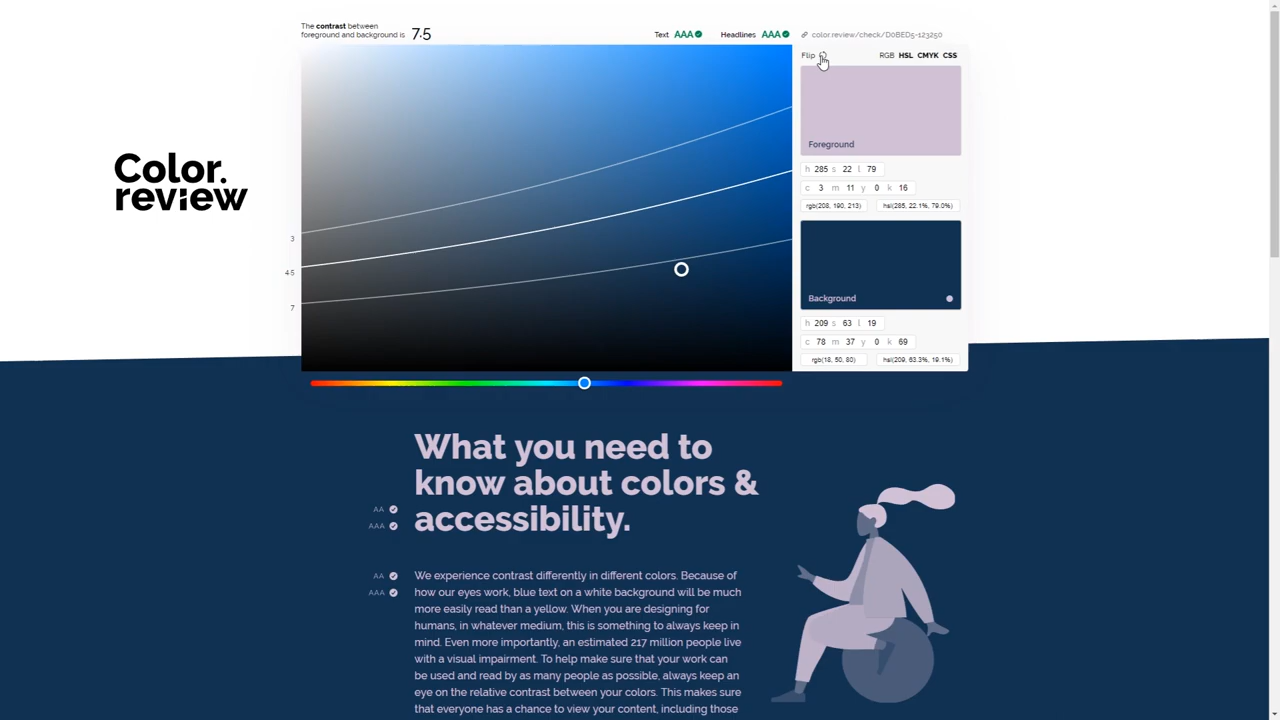 The contrast between
foreground and background is 7.5
Text AAA
Headlines AAA
color.review/check/D0BED5-123250
Flip
RGB HSL CMYK CSS
Foreground
h 285 s 22 l 79
c 3 m 11 y 0 k 16
rgb(208, 190, 213) hsl(285, 22.1%, 79.0%)
Background
h 209 s 63 l 19
c 78 m 37 y 0 k 69
rgb(18, 50, 80) hsl(209, 63.3%, 19.1%)
Color.
review
3
4.5
7
What you need to
know about colors &
accessibility.
AA
AAA
AA
AAA
We experience contrast differently in different colors. Because of
how our eyes work, blue text on a white background will be much
more easily read than a yellow. When you are designing for
humans, in whatever medium, this is something to always keep in
mind. Even more importantly, an estimated 217 million people live
with a visual impairment. To help make sure that your work can
be used and read by as many people as possible, always keep an
eye on the relative contrast between your colors. This makes sure
that everyone has a chance to view your content, including those